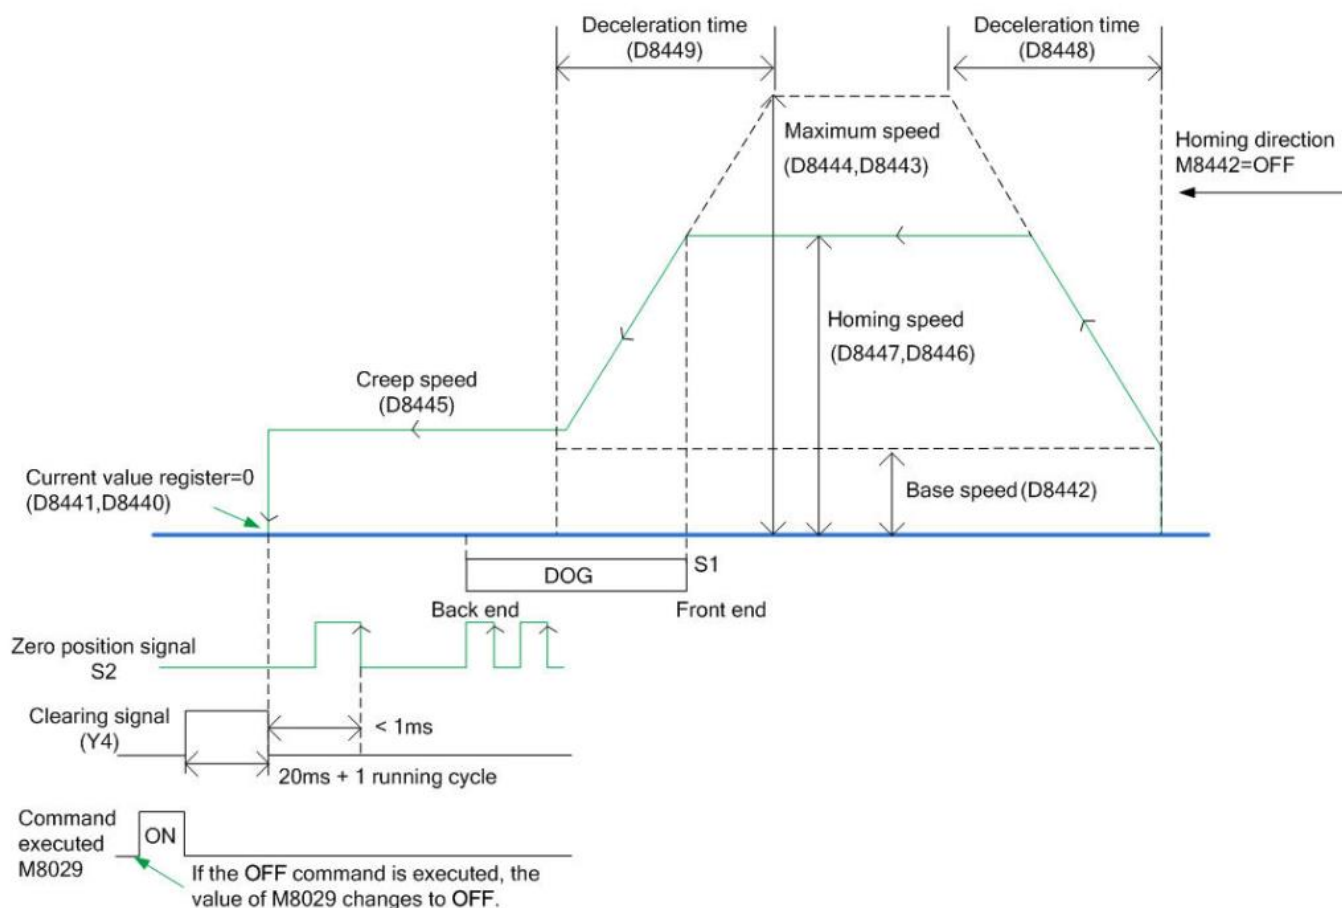 Deceleration time
(D8449)
Deceleration time
(D8448)
Maximum speed
(D8444,D8443)
Homing direction
M8442=OFF
Homing speed
(D8447,D8446)
Creep speed
(D8445)
Current value register=0
(D8441,D8440)
Base speed(D8442)
DOG
S1
Back end
Front end
Zero position signal
S2
Clearing signal
(Y4)
< 1ms
20ms + 1 running cycle
Command
executed
M8029
ON
If the OFF command is executed, the
value of M8029 changes to OFF.